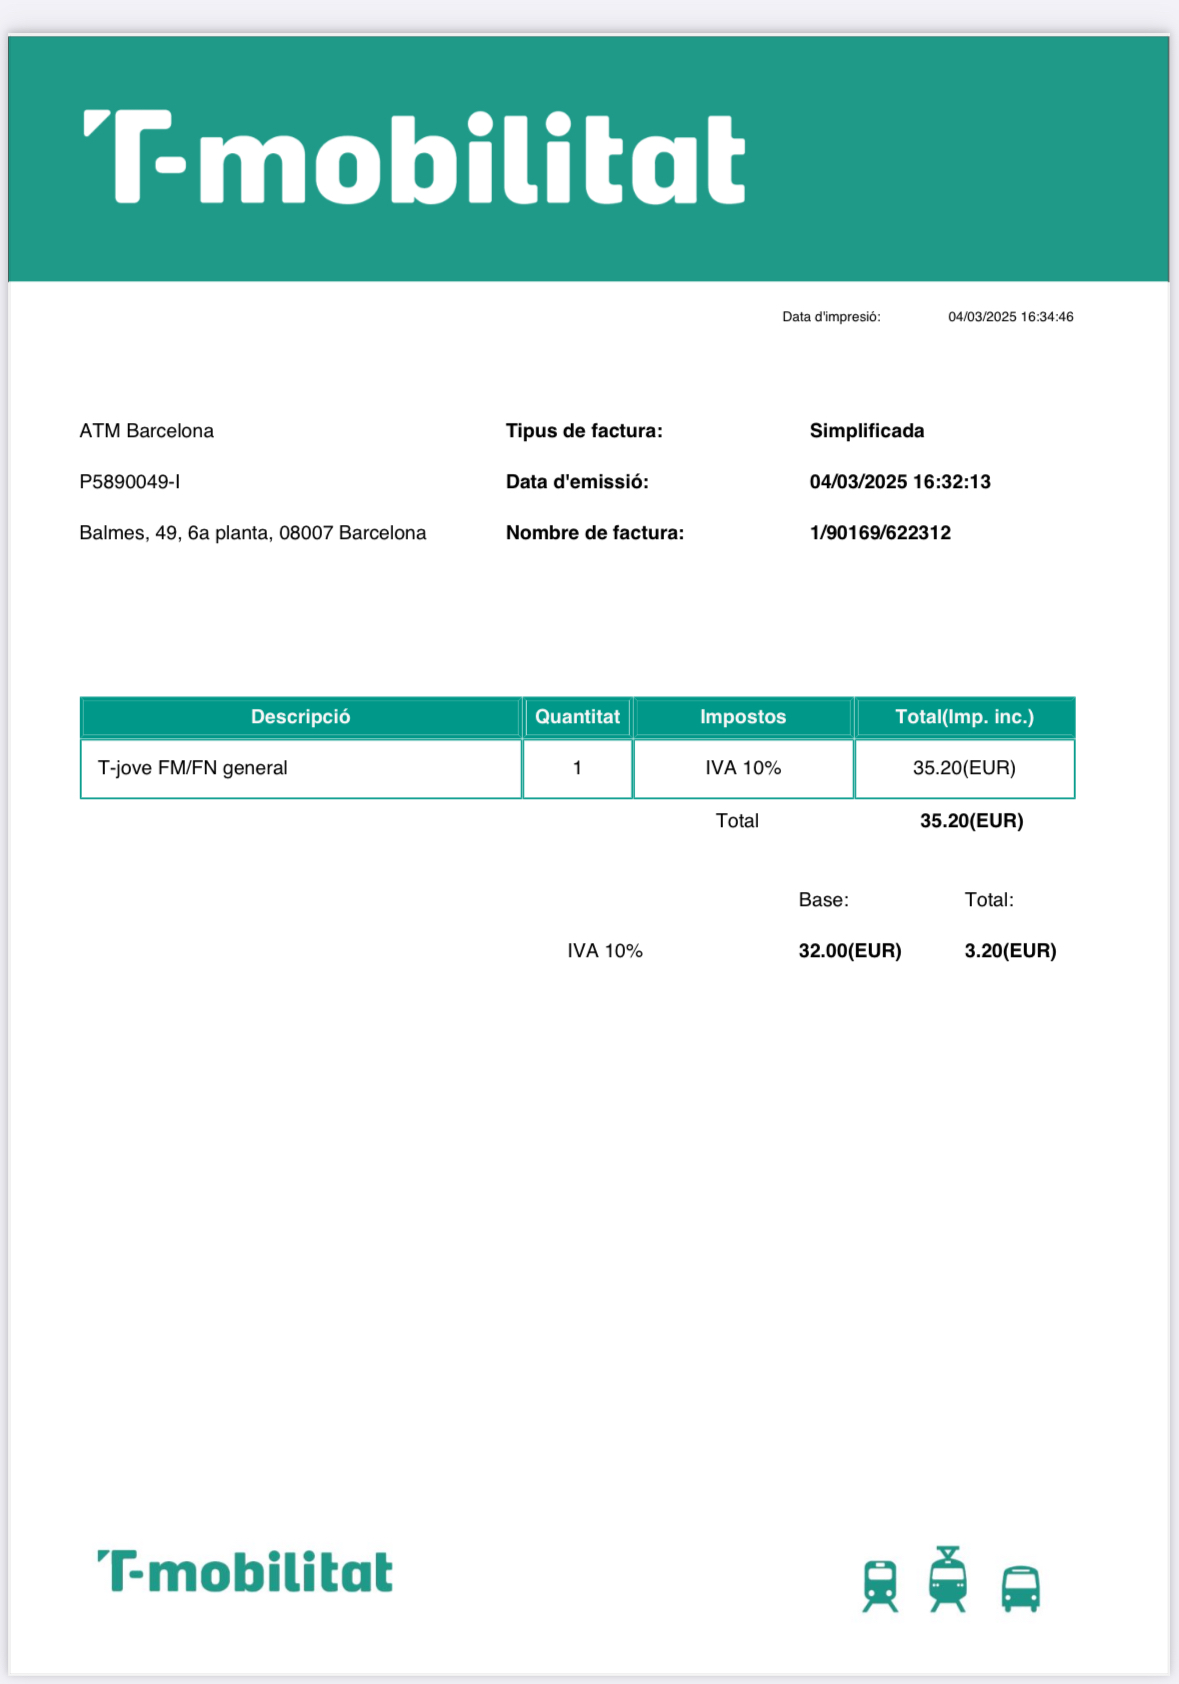 T-mobilitat
Data d'impresió: 04/03/2025 16:34:46
ATM Barcelona Tipus de factura: Simplificada
P5890049-I Data d'emissió: 04/03/2025 16:32:13
Balmes, 49, 6a planta, 08007 Barcelona Nombre de factura: 1/90169/622312
Descripció Quantitat Impostos Total(Imp. inc.)
T-jove FM/FN general 1 IVA 10% 35.20(EUR)
Total 35.20(EUR)
Base: Total:
IVA 10% 32.00(EUR) 3.20(EUR)
T-mobilitat